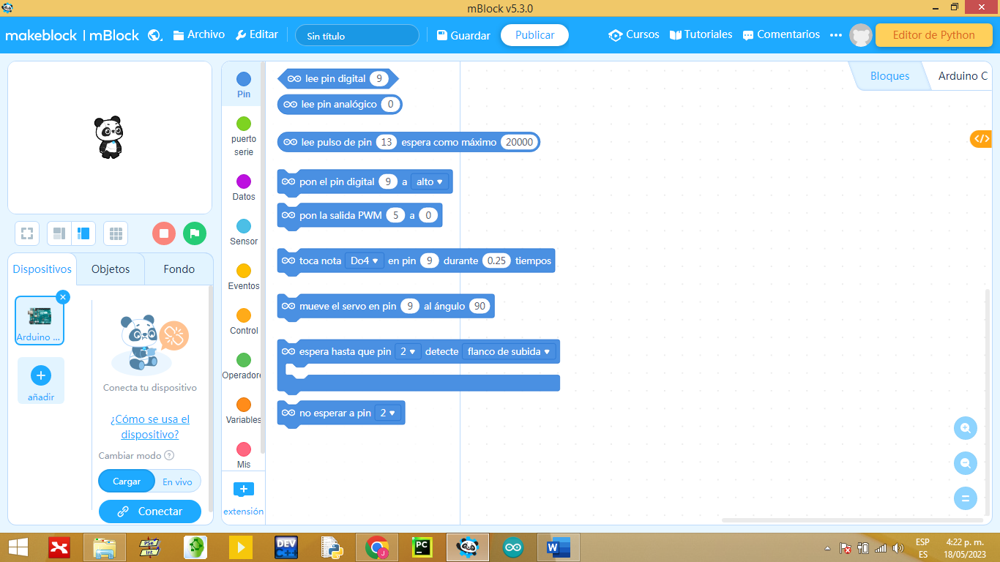 mBlock v5.3.0
makeblock | mBlock
Archivo
Editar
Sin título
Guardar
Publicar
Cursos
Tutoriales
Comentarios
Editor de Python
Pin
puerto
serie
Datos
Sensor
Eventos
Control
Operadore
Variables
Mis
extensión
lee pin digital 9
lee pin analógico 0
lee pulso de pin 13 espera como máximo 20000
pon el pin digital 9 a alto
pon la salida PWM 5 a 0
toca nota Do4 en pin 9 durante 0.25 tiempos
mueve el servo en pin 9 al ángulo 90
espera hasta que pin 2 detecte flanco de subida
no esperar a pin 2
Bloques
Arduino C
</>
Dispositivos
Objetos
Fondo
Arduino ...
añadir
Conecta tu dispositivo
¿Cómo se usa el
dispositivo?
Cambiar modo ?
Cargar
En vivo
Conectar
PSe
Int
DEV
C++
J
PC
W
ESP
ES
4:22 p. m.
18/05/2023